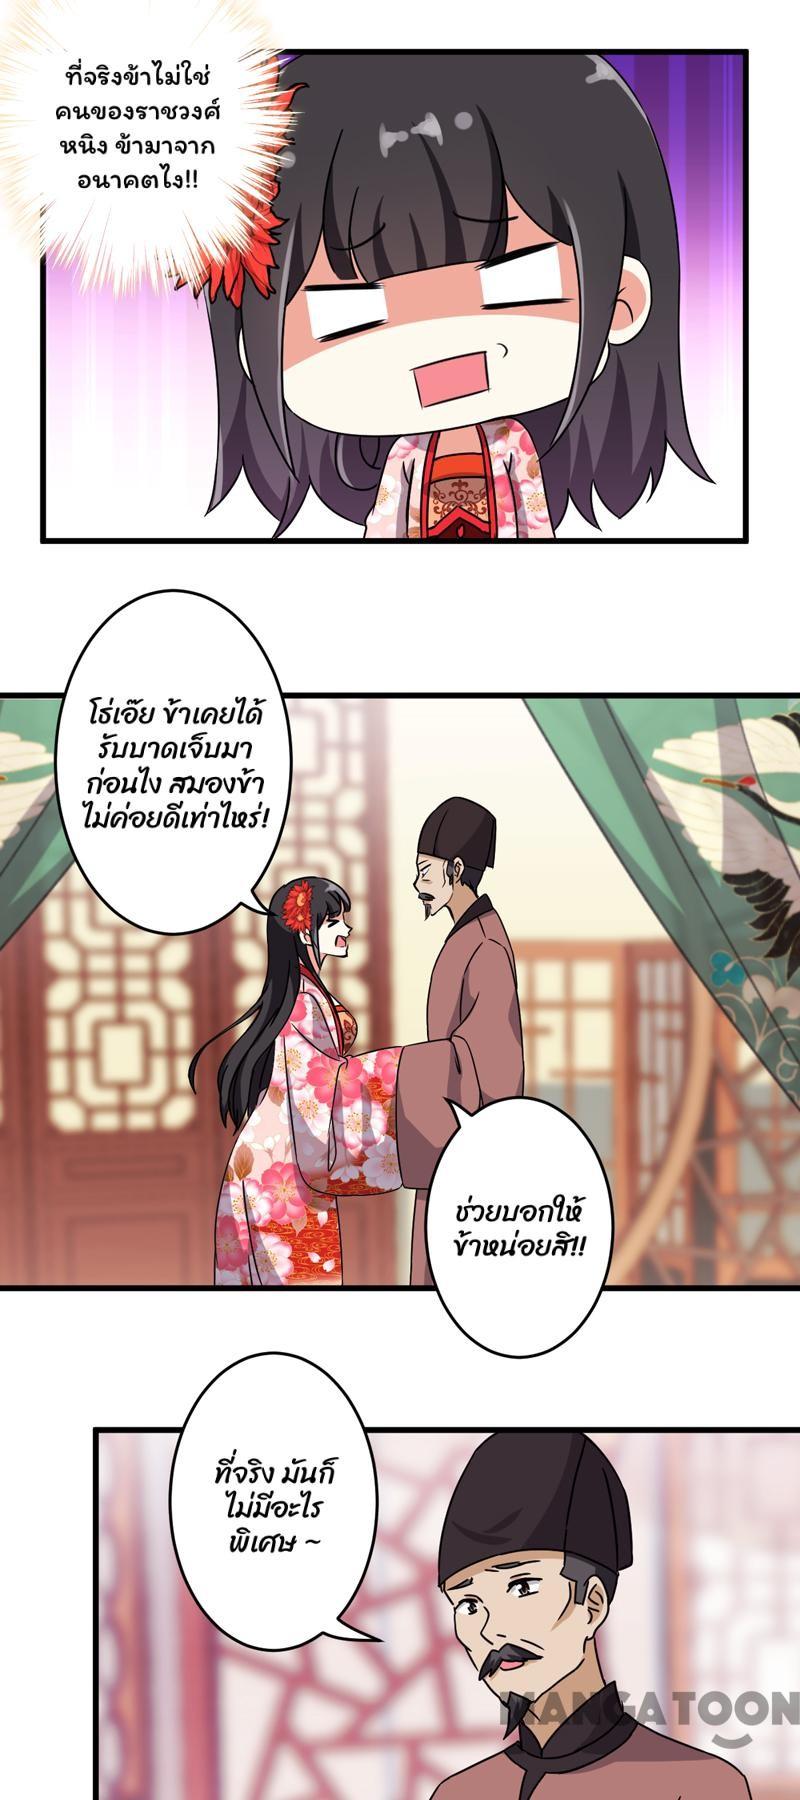 ที่จริงข้าไม่ใช่
คนของราชวงศ์
หนิง ข้ามาจาก
อนาคตไง!!
โธ่เอ๊ย ข้าเคยได้
รับบาดเจ็บมา
ก่อนไง สมองข้า
ไม่ค่อยดีเท่าไหร่!
ช่วยบอกให้
ข้าหน่อยสิ!!
ที่จริง มันก็
ไม่มีอะไร
พิเศษ ~
MANGATOON